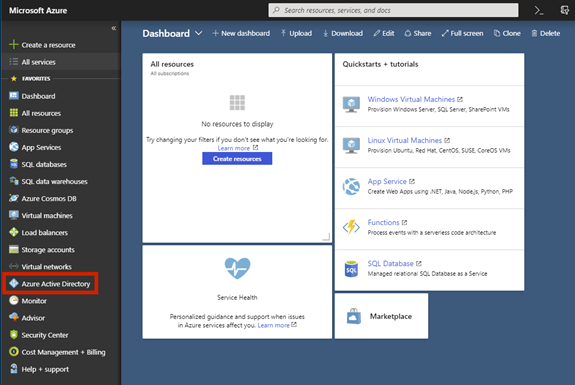 Microsoft Azure
Search resources, services, and docs
Create a resource
All services
FAVORITES
Dashboard
All resources
Resource groups
App Services
SQL databases
SQL data warehouses
Azure Cosmos DB
Virtual machines
Load balancers
Storage accounts
Virtual networks
Azure Active Directory
Monitor
Advisor
Security Center
Cost Management + Billing
Help + support
Dashboard
New dashboard
Upload
Download
Edit
Share
Full screen
Clone
Delete
All resources
All subscriptions
No resources to display
Try changing your filters if you don't see what you're looking for.
Learn more
Create resources
Service Health
Personalized guidance and support when issues
in Azure services affect you. Learn more
Quickstarts + tutorials
Windows Virtual Machines
Provision Windows Server, SQL Server, SharePoint VMs
Linux Virtual Machines
Provision Ubuntu, Red Hat, CentOS, SUSE, CoreOS VMs
App Service
Create Web Apps using .NET, Java, Node.js, Python, PHP
Functions
Process events with a serverless code architecture
SQL Database
Managed relational SQL Database as a Service
Marketplace